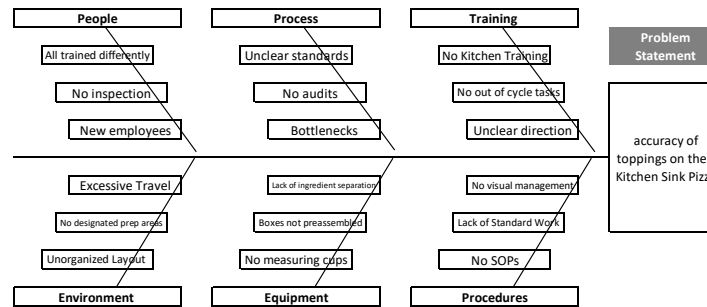 People
Process
Training
All trained differently
Unclear standards
No Kitchen Training
Problem
Statement
No inspection
No audits
No out of cycle tasks
New employees
Bottlenecks
Unclear direction
accuracy of
toppings on the
Kitchen Sink Pizz
Excessive Travel
Lack of ingredient separation
No visual management
No designated prep areas
Boxes not preassembled
Lack of Standard Work
Unorganized Layout
No measuring cups
No SOPs
Environment
Equipment
Procedures